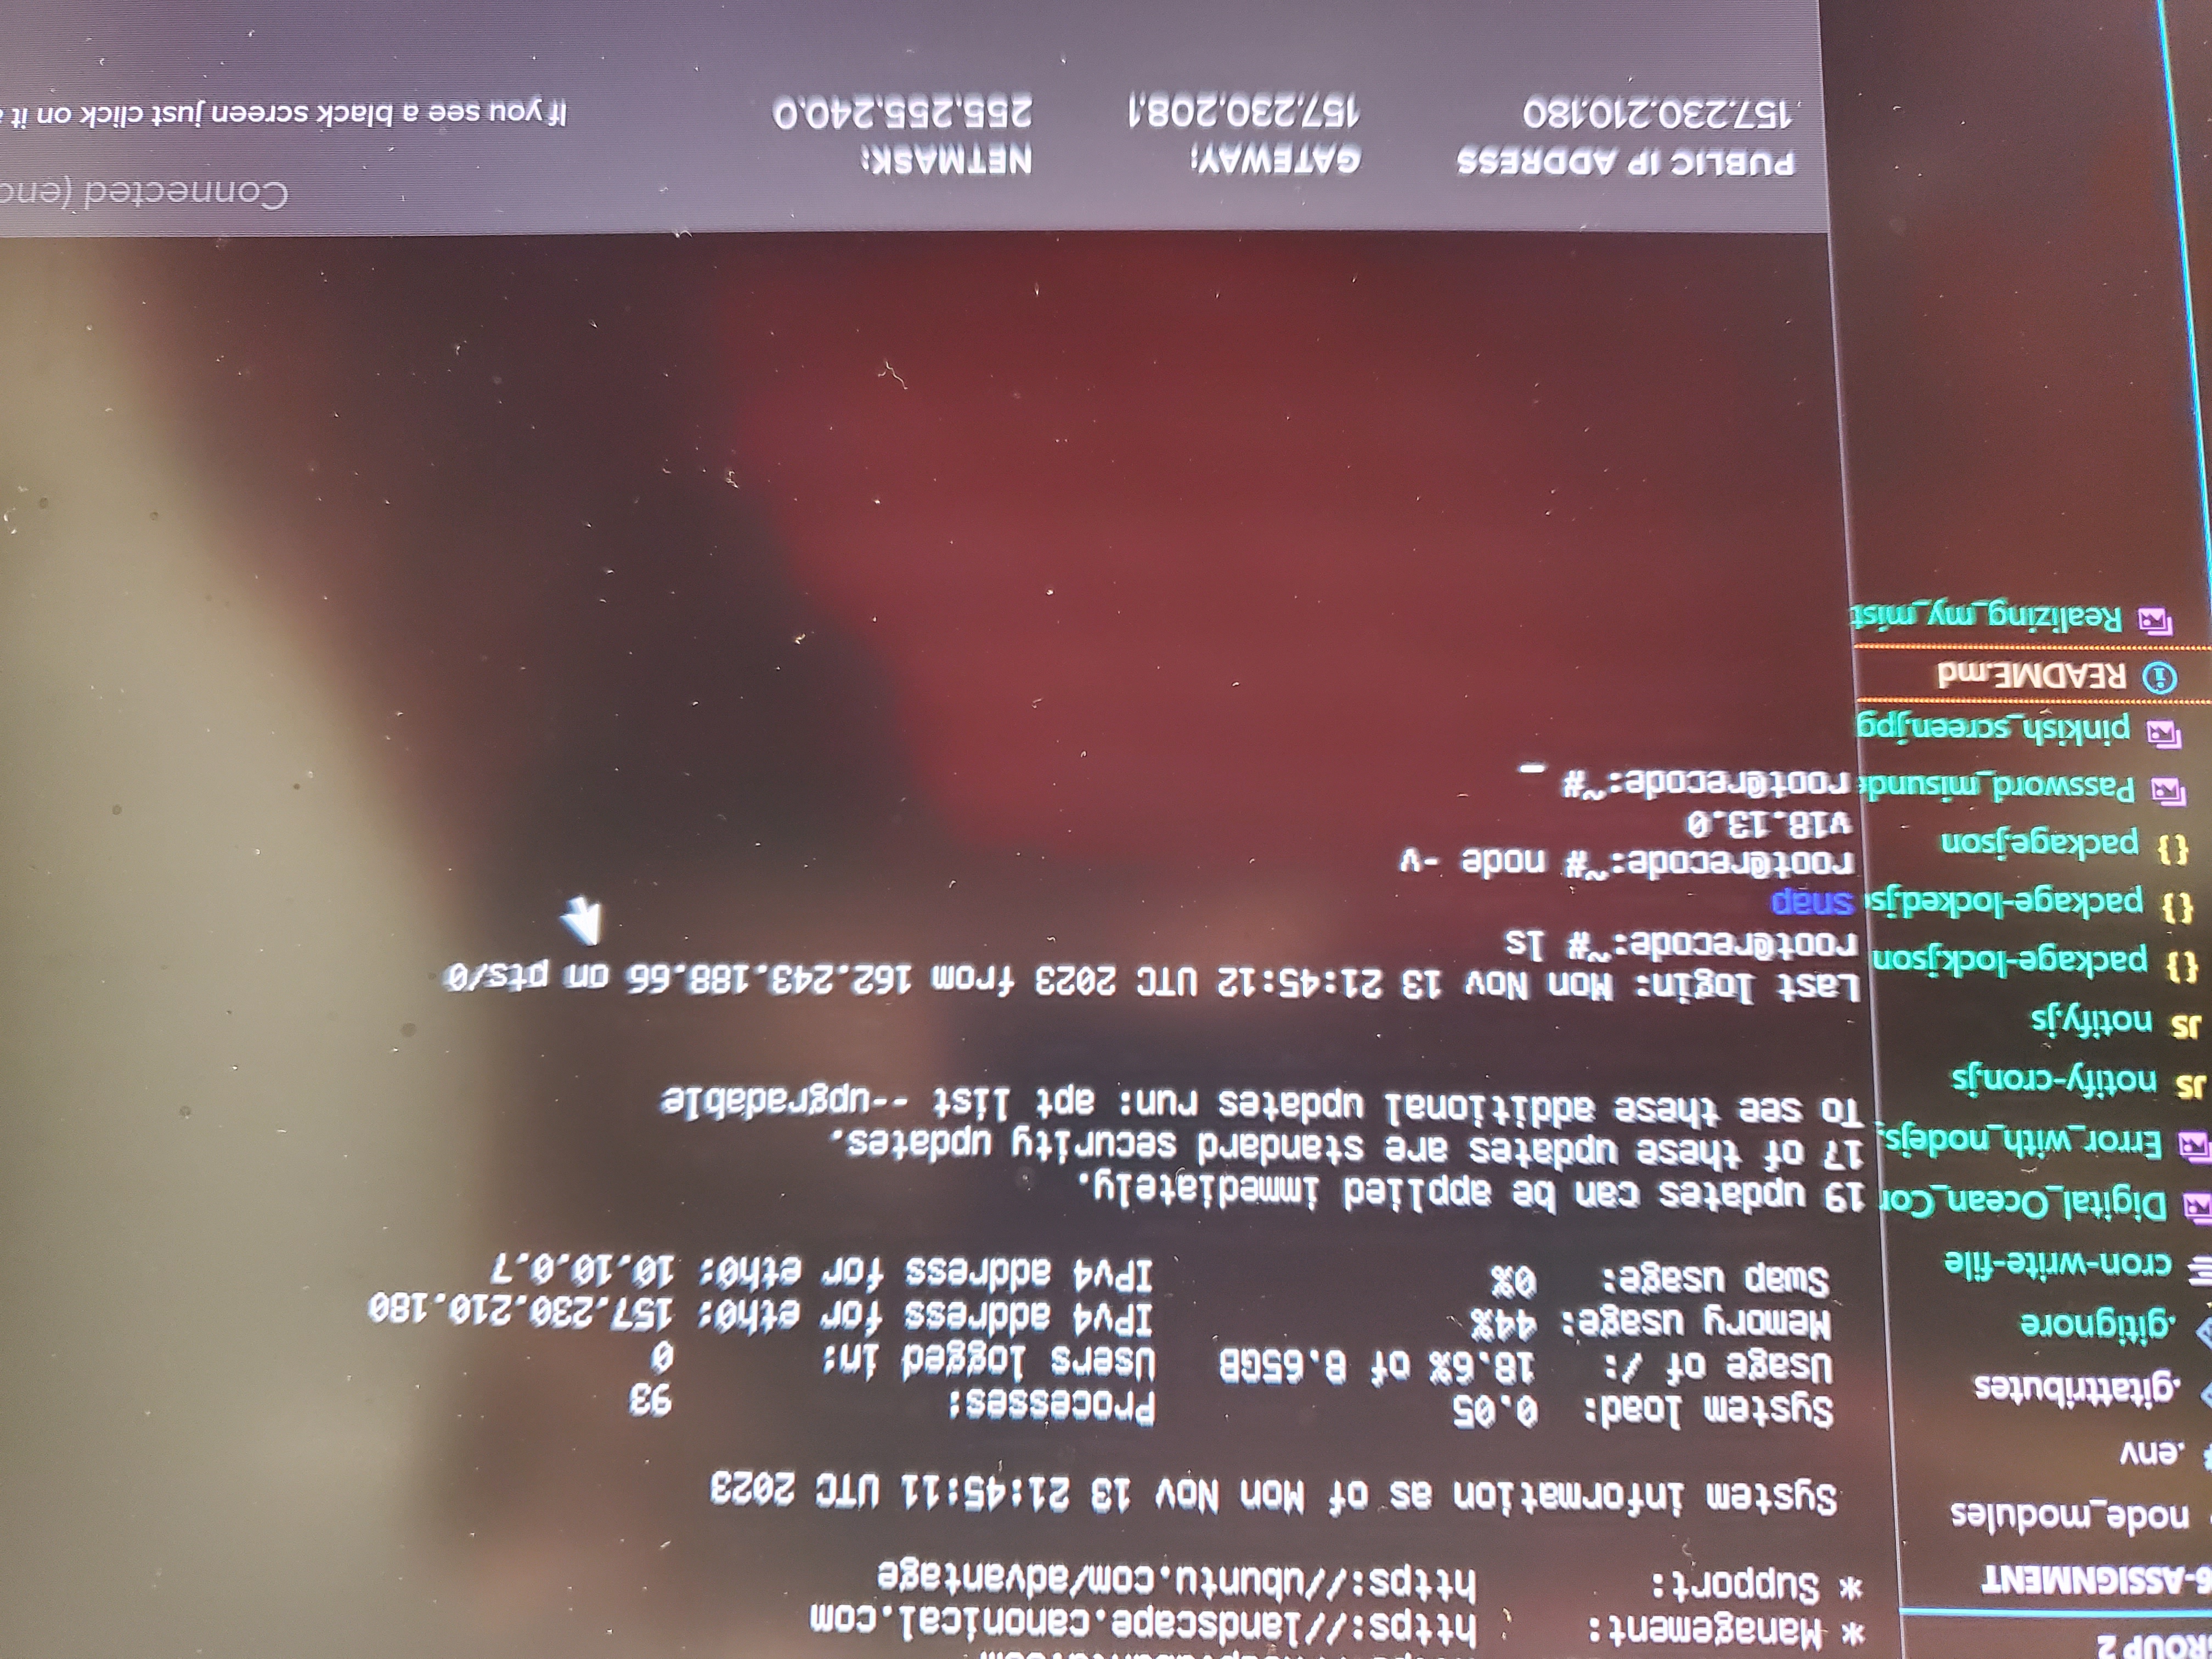 GROUP 2
6-ASSIGNMENT
node_modules
.env
.gitattributes
.gitignore
cron-write-file
Digital_Ocean_Cor
Error_with_nodejs.
JS notify-cron.js
JS notify.js
{} package-lock.json
{} package-locked.js
{} package.json
Password_misund
pinkish_screen.jpg
README.md
Realizing_my_mist
* Management: https://landscape.canonical.com
* Support: https://ubuntu.com/advantage
System information as of Mon Nov 13 21:45:11 UTC 2023
System load: 0.05 Processes: 93
Usage of /: 18.6% of 8.65GB Users logged in: 0
Memory usage: 44% IPv4 address for eth0: 157.230.210.180
Swap usage: 0% IPv4 address for eth0: 10.10.0.7
19 updates can be applied immediately.
17 of these updates are standard security updates.
To see these additional updates run: apt list --upgradable
Last login: Mon Nov 13 21:45:12 UTC 2023 from 162.243.188.66 on pts/0
root@recode:~# ls
snap
root@recode:~# node -v
v18.13.0
root@recode:~# _
Connected (enc
PUBLIC IP ADDRESS GATEWAY: NETMASK:
157.230.210.180 157.230.208.1 255.255.240.0
If you see a black screen just click on it